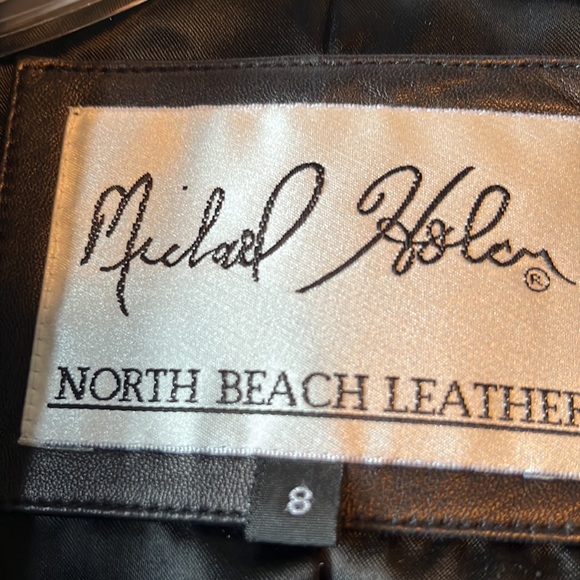 Michael Hoban ®
NORTH BEACH LEATHER
8